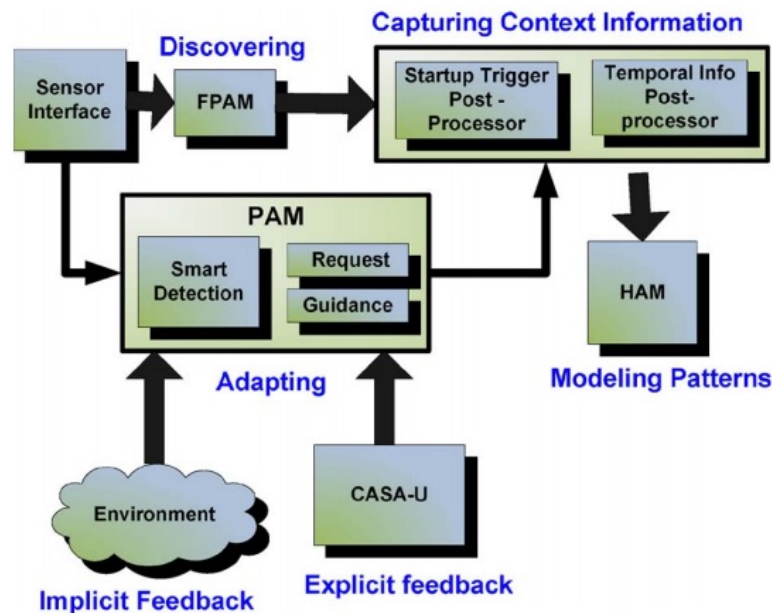 Discovering
Capturing Context Information
Sensor
Interface
FPAM
Startup Trigger
Post -
Processor
Temporal Info
Post-
processor
PAM
Smart
Detection
Request
Guidance
HAM
Adapting
Modeling Patterns
Environment
CASA-U
Implicit Feedback
Explicit feedback